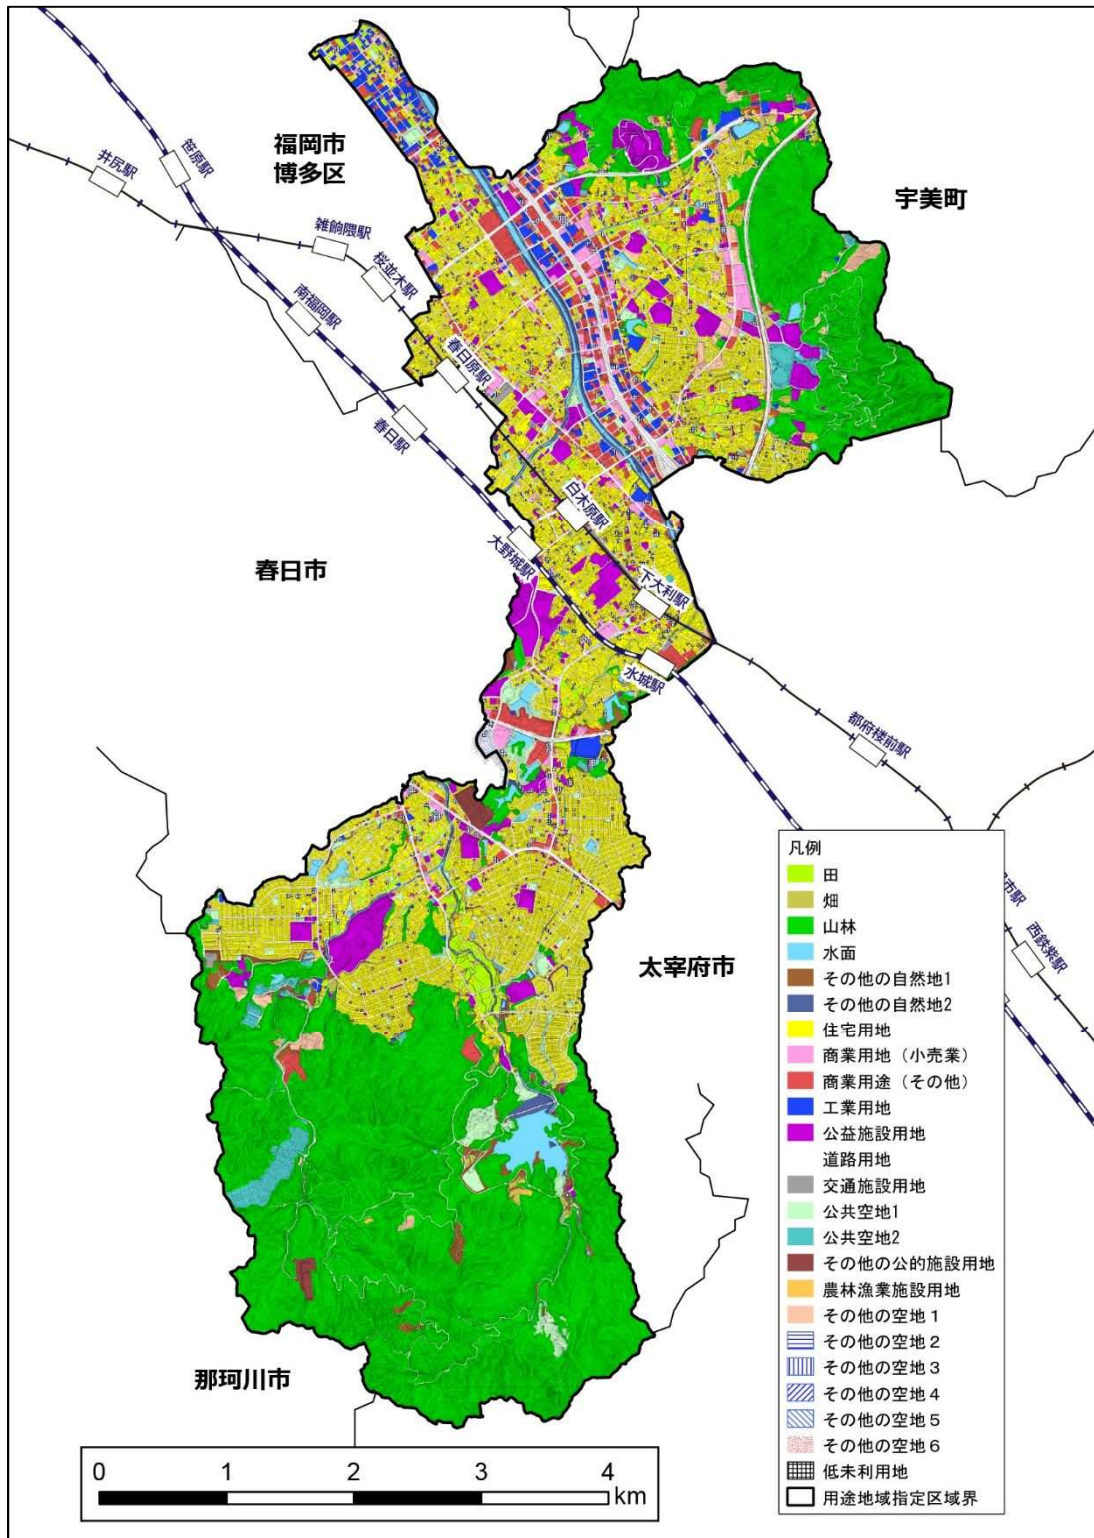 福岡市
博多区
宇美町
井尻駅
笹原駅
雑餉隈駅
桜並木駅
南福岡駅
春日原駅
春日駅
白木原駅
大野城駅
春日市
下大利駅
水城駅
都府楼前駅
太宰府市
市駅
西鉄紫駅
那珂川市
凡例
田
畑
山林
水面
その他の自然地1
その他の自然地2
住宅用地
商業用地（小売業）
商業用途（その他）
工業用地
公益施設用地
道路用地
交通施設用地
公共空地1
公共空地2
その他の公的施設用地
農林漁業施設用地
その他の空地１
その他の空地２
その他の空地３
その他の空地４
その他の空地５
その他の空地６
低未利用地
用途地域指定区域界
0 1 2 3 4
km